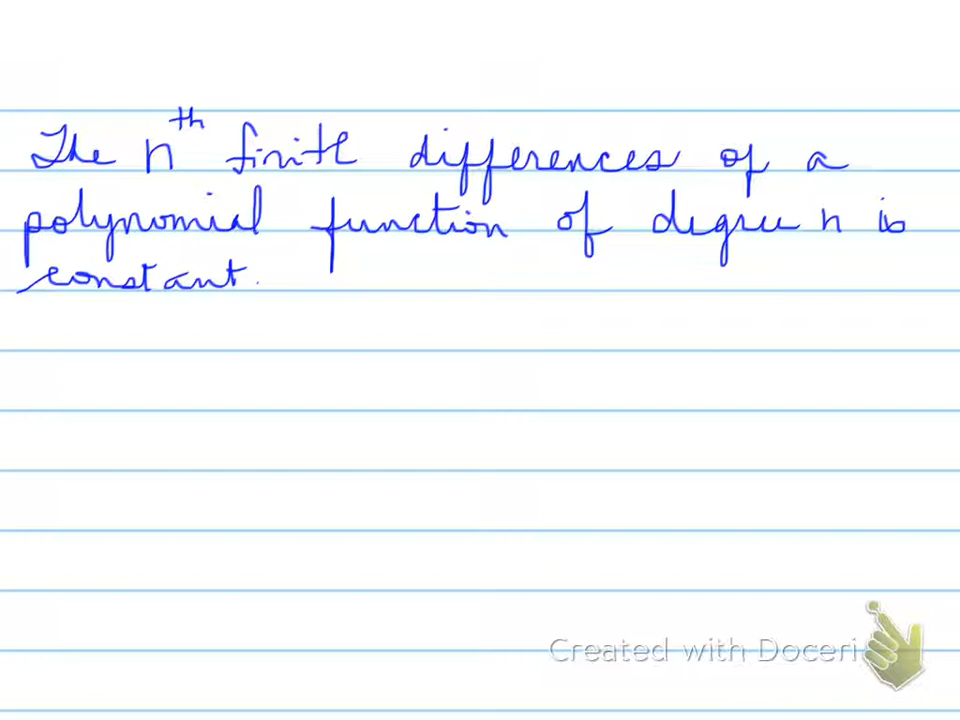 The nth finite differences of a
polynomial function of degree n is
constant.
Created with Doceri